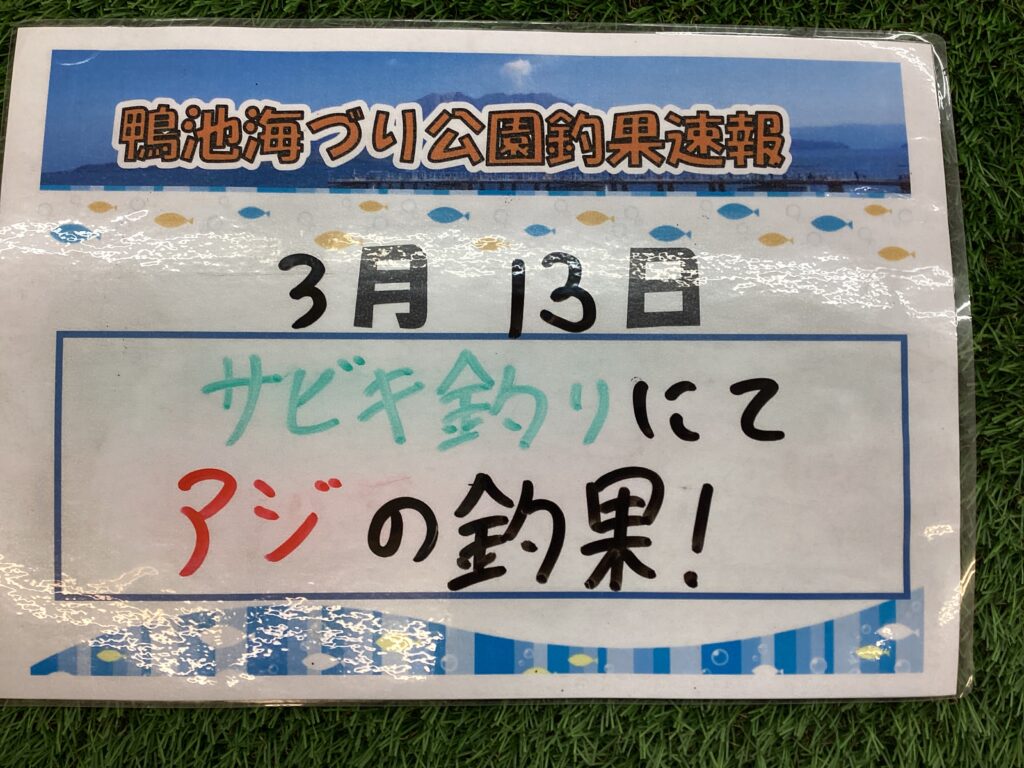 鴨池海づり公園釣果速報
3月 13日
サビキ釣りにて
アジの釣果!